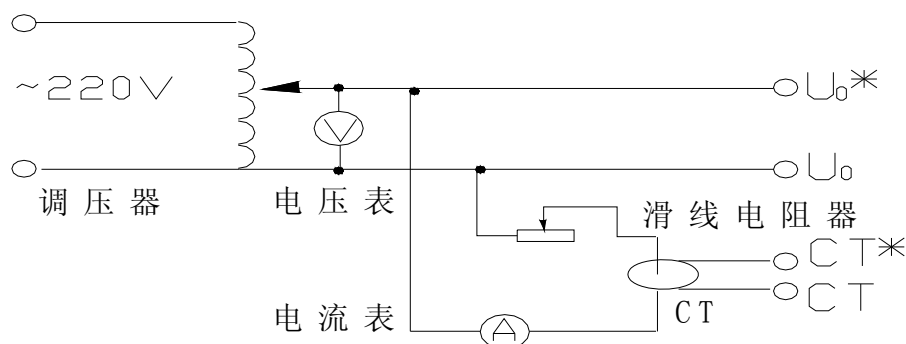 ~220V
U₀*
V
U₀
调压器
电压表
滑线电阻器
CT*
CT
CT
电流表
A